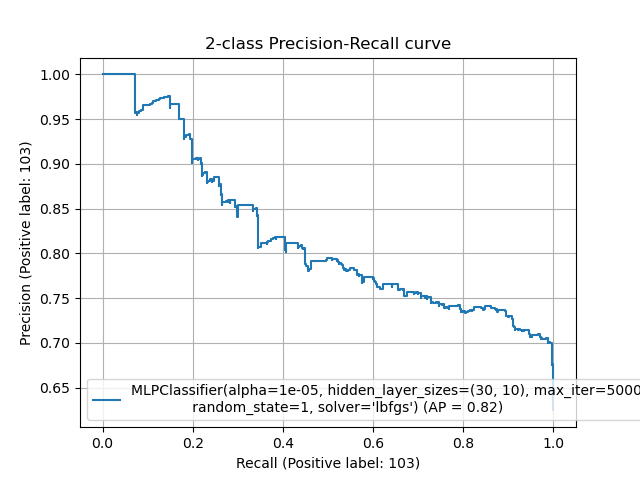 2-class Precision-Recall curve
1.00
0.95
0.90
0.85
0.80
0.75
0.70
0.65
Precision (Positive label: 103)
MLPClassifier(alpha=1e-05, hidden_layer_sizes=(30, 10), max_iter=5000
random_state=1, solver='lbfgs') (AP = 0.82)
0.0 0.2 0.4 0.6 0.8 1.0
Recall (Positive label: 103)